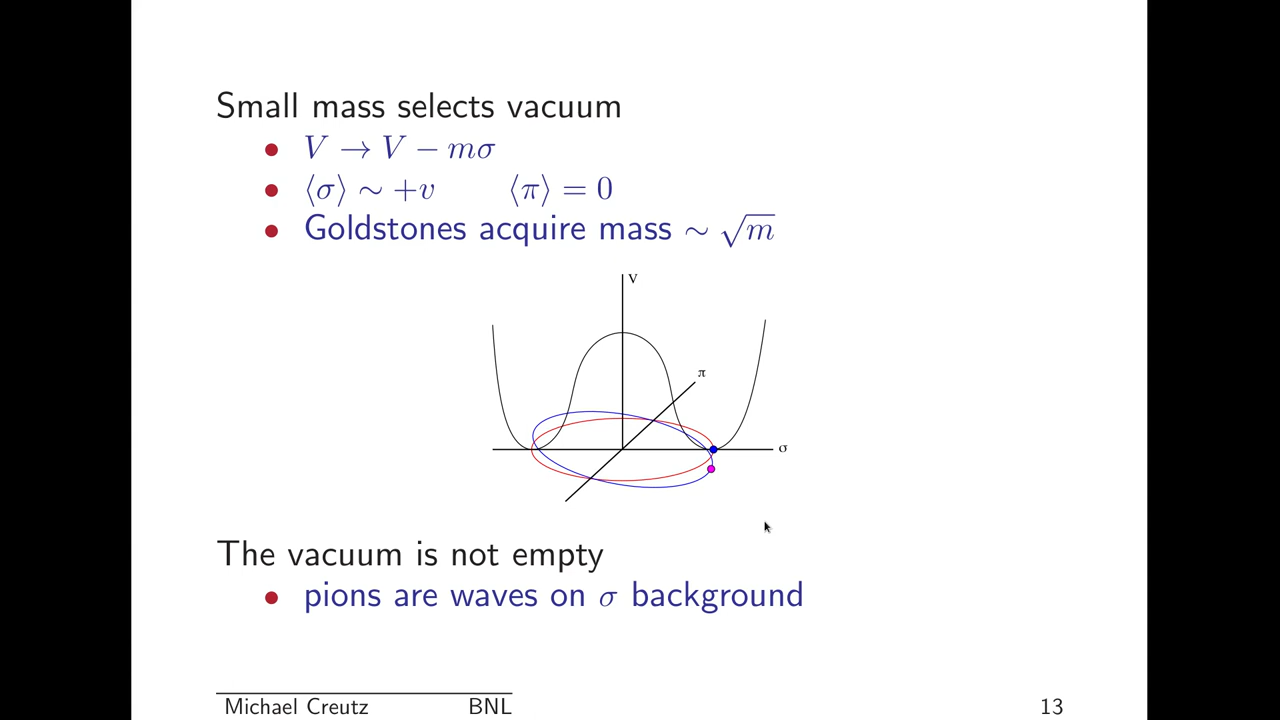 Small mass selects vacuum
• V → V − mσ
• ⟨σ⟩ ∼ +v ⟨π⟩ = 0
• Goldstones acquire mass ∼ √m
V
π
σ
The vacuum is not empty
• pions are waves on σ background
Michael Creutz BNL 13